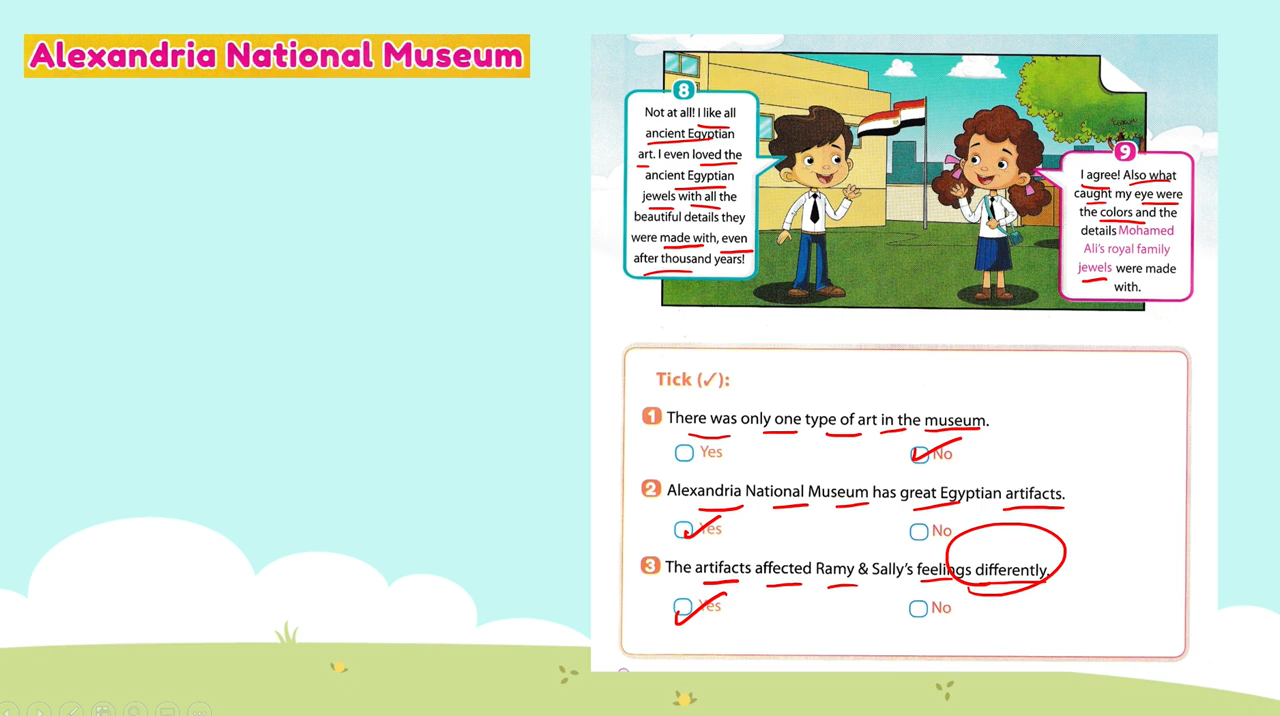 Alexandria National Museum
8
Not at all! I like all
ancient Egyptian
art. I even loved the
ancient Egyptian
jewels with all the
beautiful details they
were made with, even
after thousand years!
9
I agree! Also what
caught my eye were
the colors and the
details Mohamed
Ali's royal family
jewels were made
with.
Tick (✓):
1 There was only one type of art in the museum.
Yes No
2 Alexandria National Museum has great Egyptian artifacts.
Yes No
3 The artifacts affected Ramy & Sally's feelings differently.
Yes No